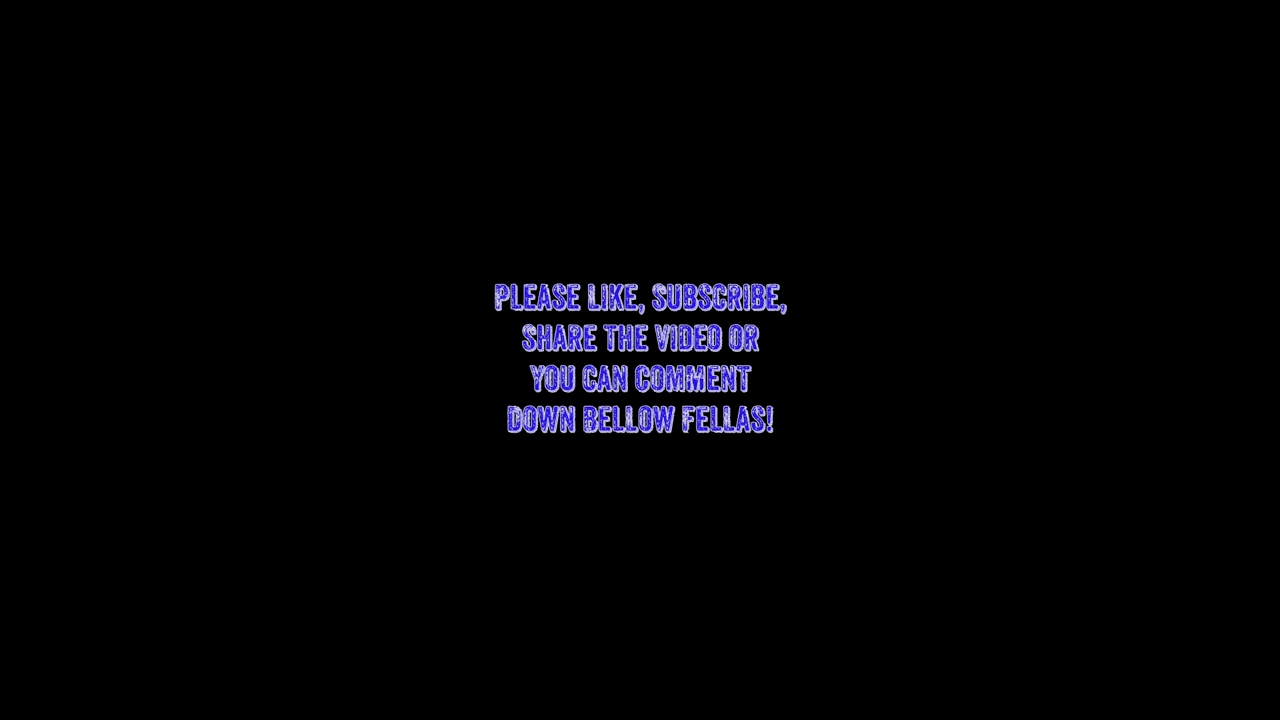 PLEASE LIKE, SUBSCRIBE,
SHARE THE VIDEO OR
YOU CAN COMMENT
DOWN BELLOW FELLAS!